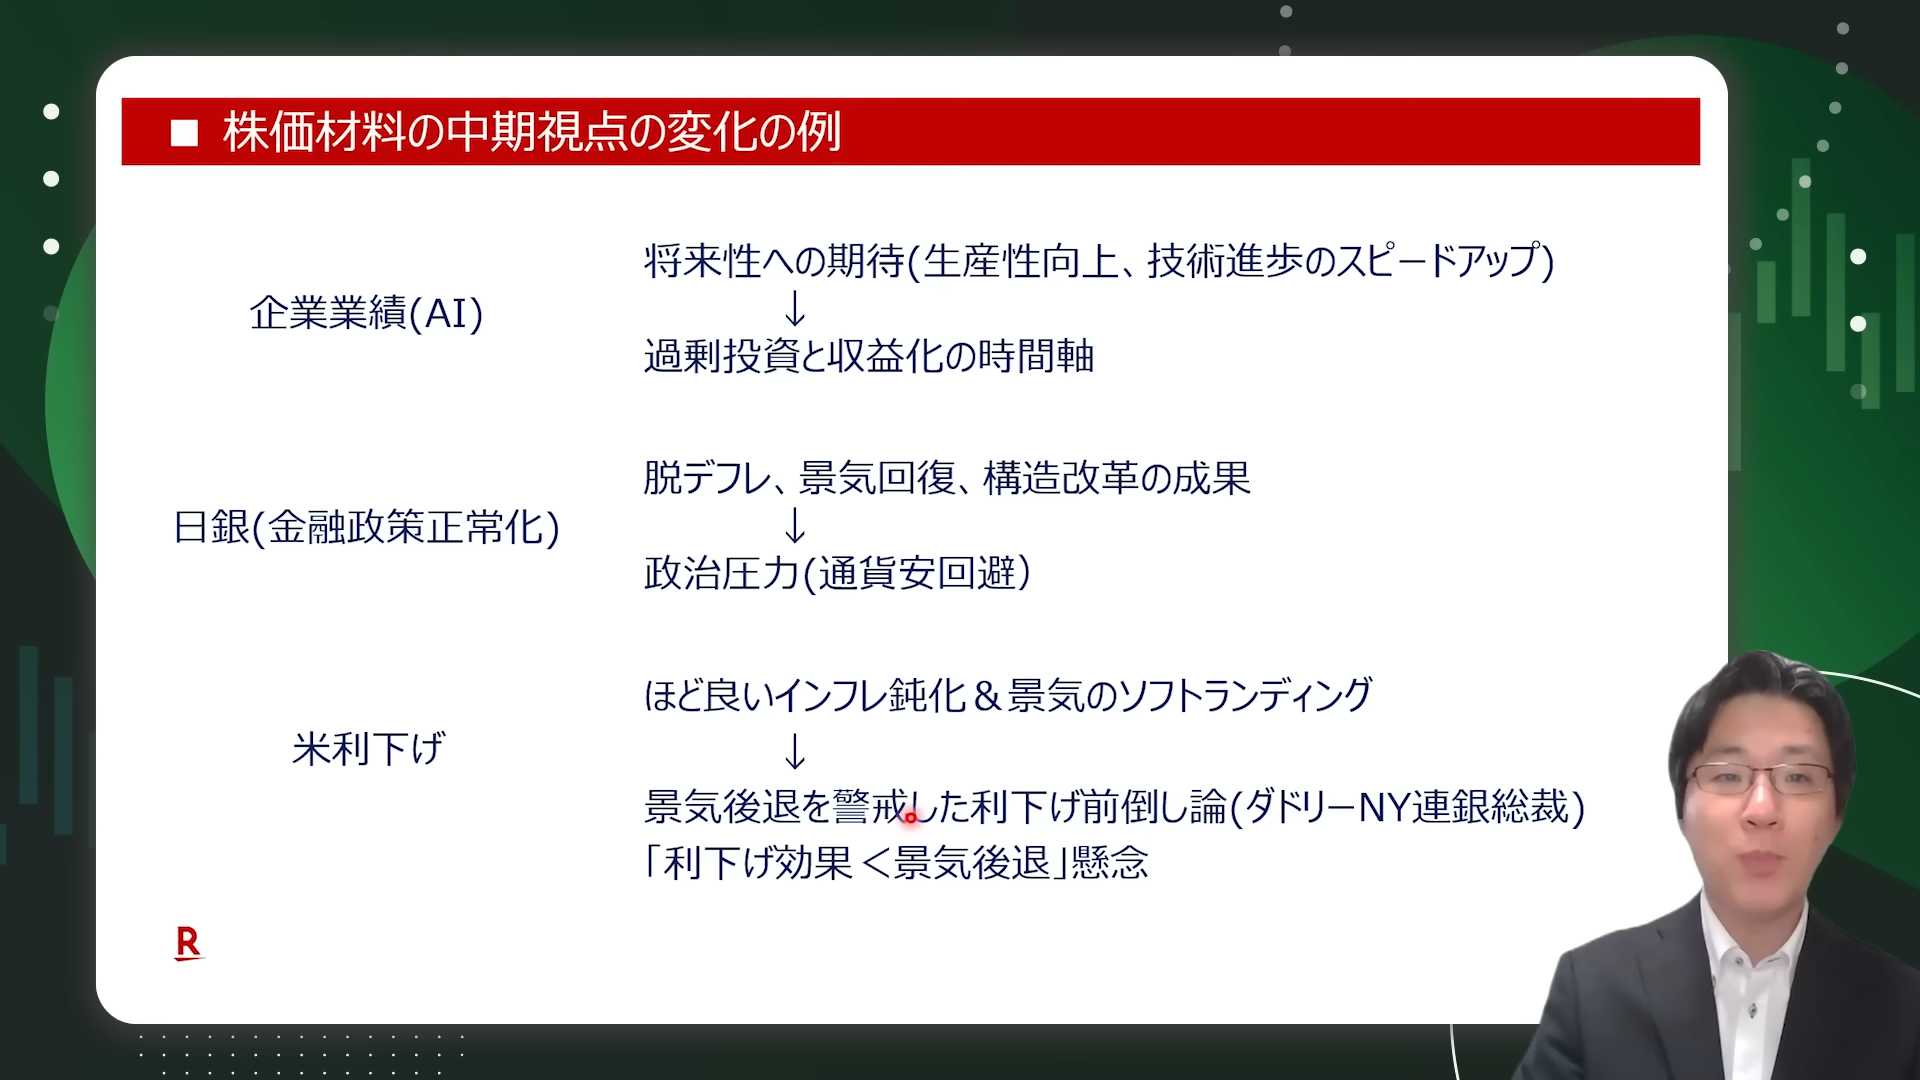 ■ 株価材料の中期視点の変化の例
企業業績(AI)
将来性への期待(生産性向上、技術進歩のスピードアップ)
↓
過剰投資と収益化の時間軸
日銀(金融政策正常化)
脱デフレ、景気回復、構造改革の成果
↓
政治圧力(通貨安回避)
米利下げ
ほど良いインフレ鈍化＆景気のソフトランディング
↓
景気後退を警戒した利下げ前倒し論(ダドリーNY連銀総裁)
「利下げ効果＜景気後退」懸念
R